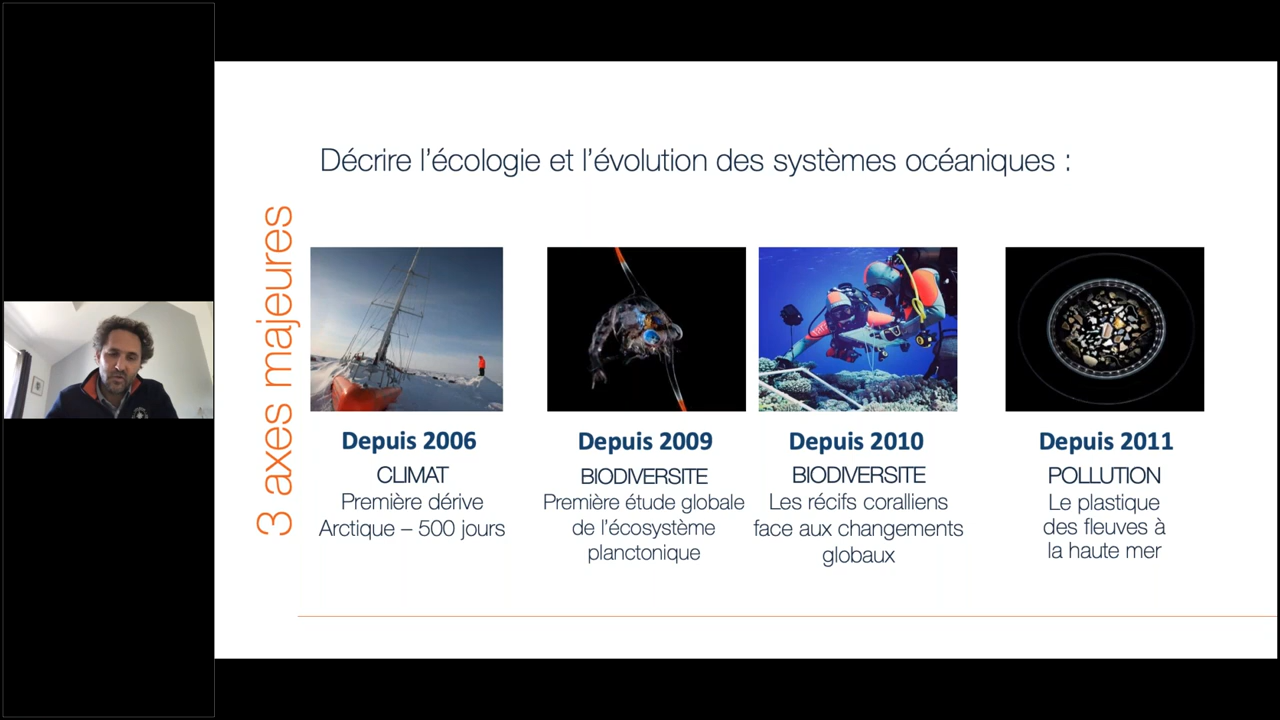 Décrire l'écologie et l'évolution des systèmes océaniques :
3 axes majeures
Depuis 2006
CLIMAT
Première dérive
Arctique – 500 jours
Depuis 2009
BIODIVERSITE
Première étude globale
de l'écosystème
planctonique
Depuis 2010
BIODIVERSITE
Les récifs coralliens
face aux changements
globaux
Depuis 2011
POLLUTION
Le plastique
des fleuves à
la haute mer